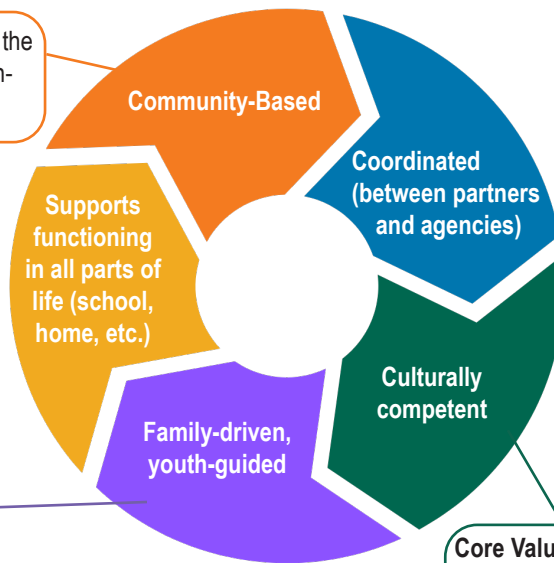 the
Community-Based
Coordinated
(between partners
and agencies)
Supports
functioning
in all parts of
life (school,
home, etc.)
Culturally
competent
Family-driven,
youth-guided
Core